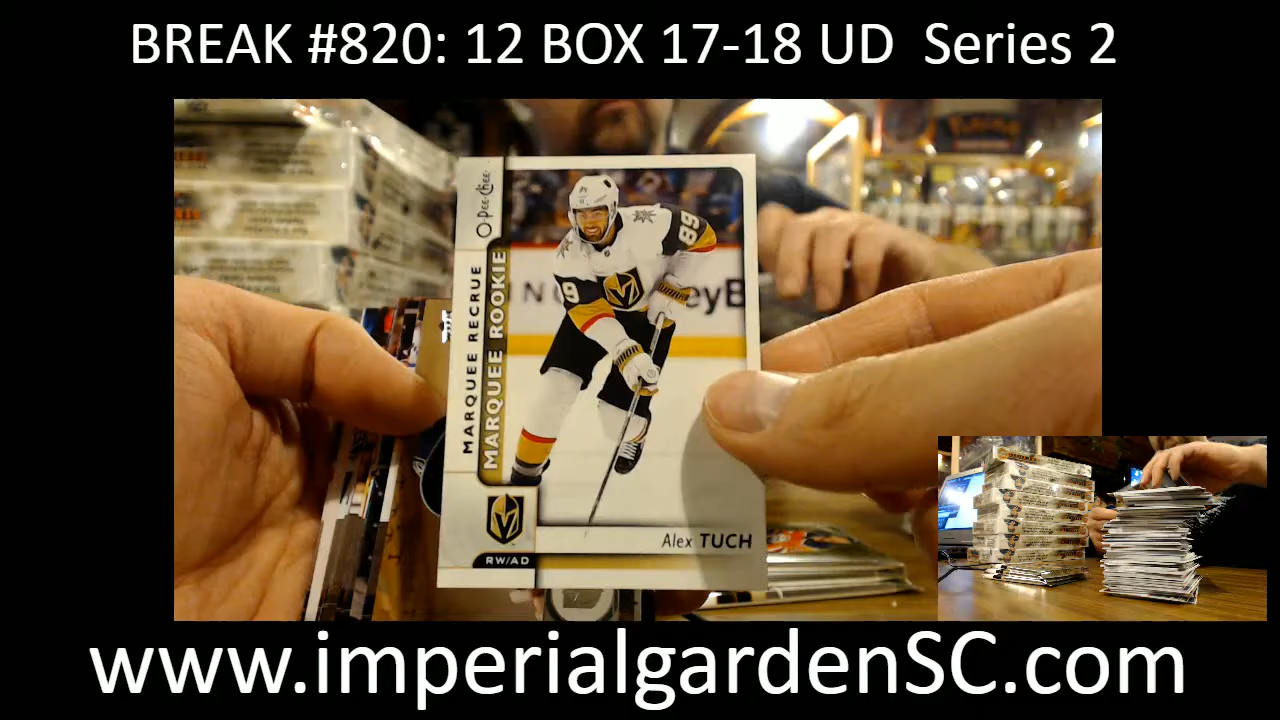 BREAK #820: 12 BOX 17-18 UD  Series 2
O-PEE-CHEE
MARQUEE RECRUE
MARQUEE ROOKIE
89
9
Alex TUCH
RW/AD
www.imperialgardenSC.com